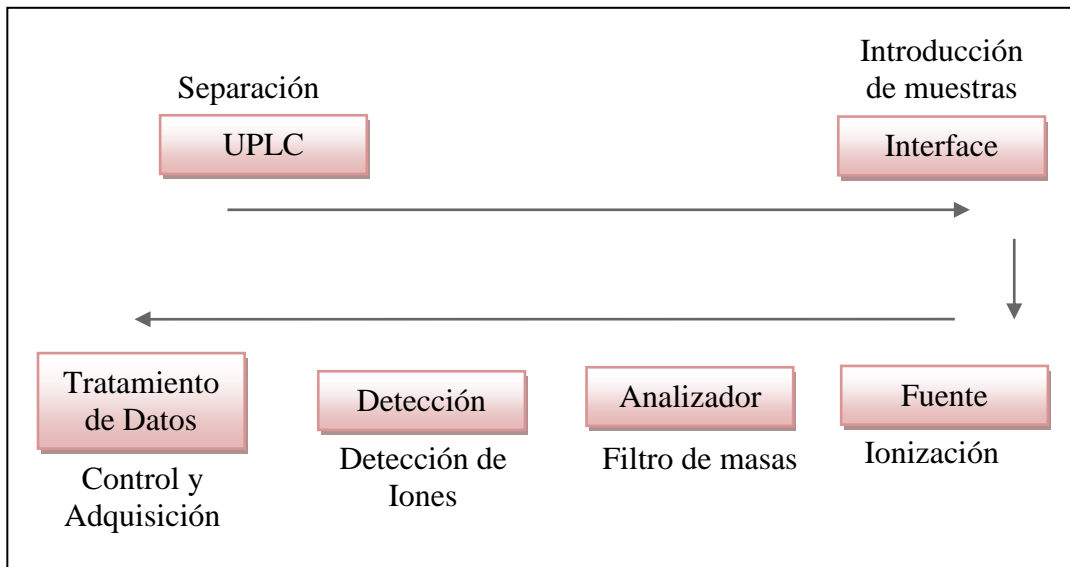 Separación
UPLC
Introducción
de muestras
Interface
Tratamiento
de Datos
Control y
Adquisición
Detección
Detección de
Iones
Analizador
Filtro de masas
Fuente
Ionización